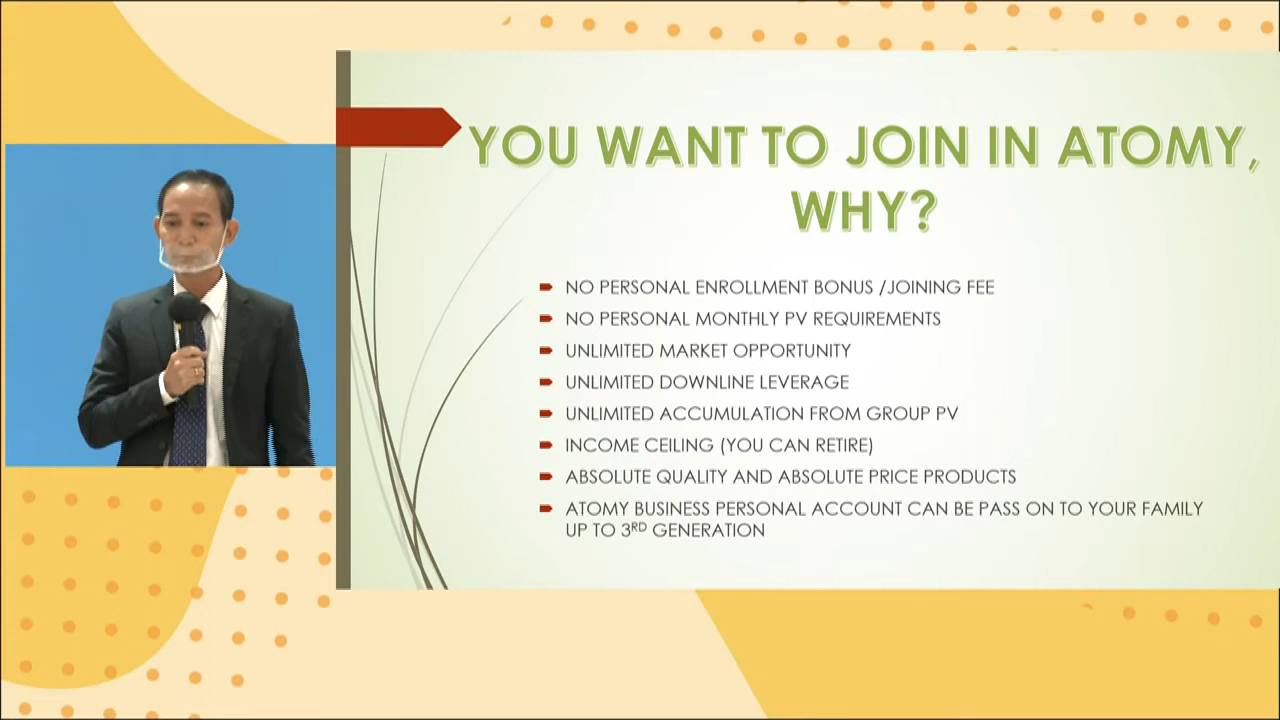 YOU WANT TO JOIN IN ATOMY,
WHY?
NO PERSONAL ENROLLMENT BONUS /JOINING FEE
NO PERSONAL MONTHLY PV REQUIREMENTS
UNLIMITED MARKET OPPORTUNITY
UNLIMITED DOWNLINE LEVERAGE
UNLIMITED ACCUMULATION FROM GROUP PV
INCOME CEILING (YOU CAN RETIRE)
ABSOLUTE QUALITY AND ABSOLUTE PRICE PRODUCTS
ATOMY BUSINESS PERSONAL ACCOUNT CAN BE PASS ON TO YOUR FAMILY
UP TO 3RD GENERATION